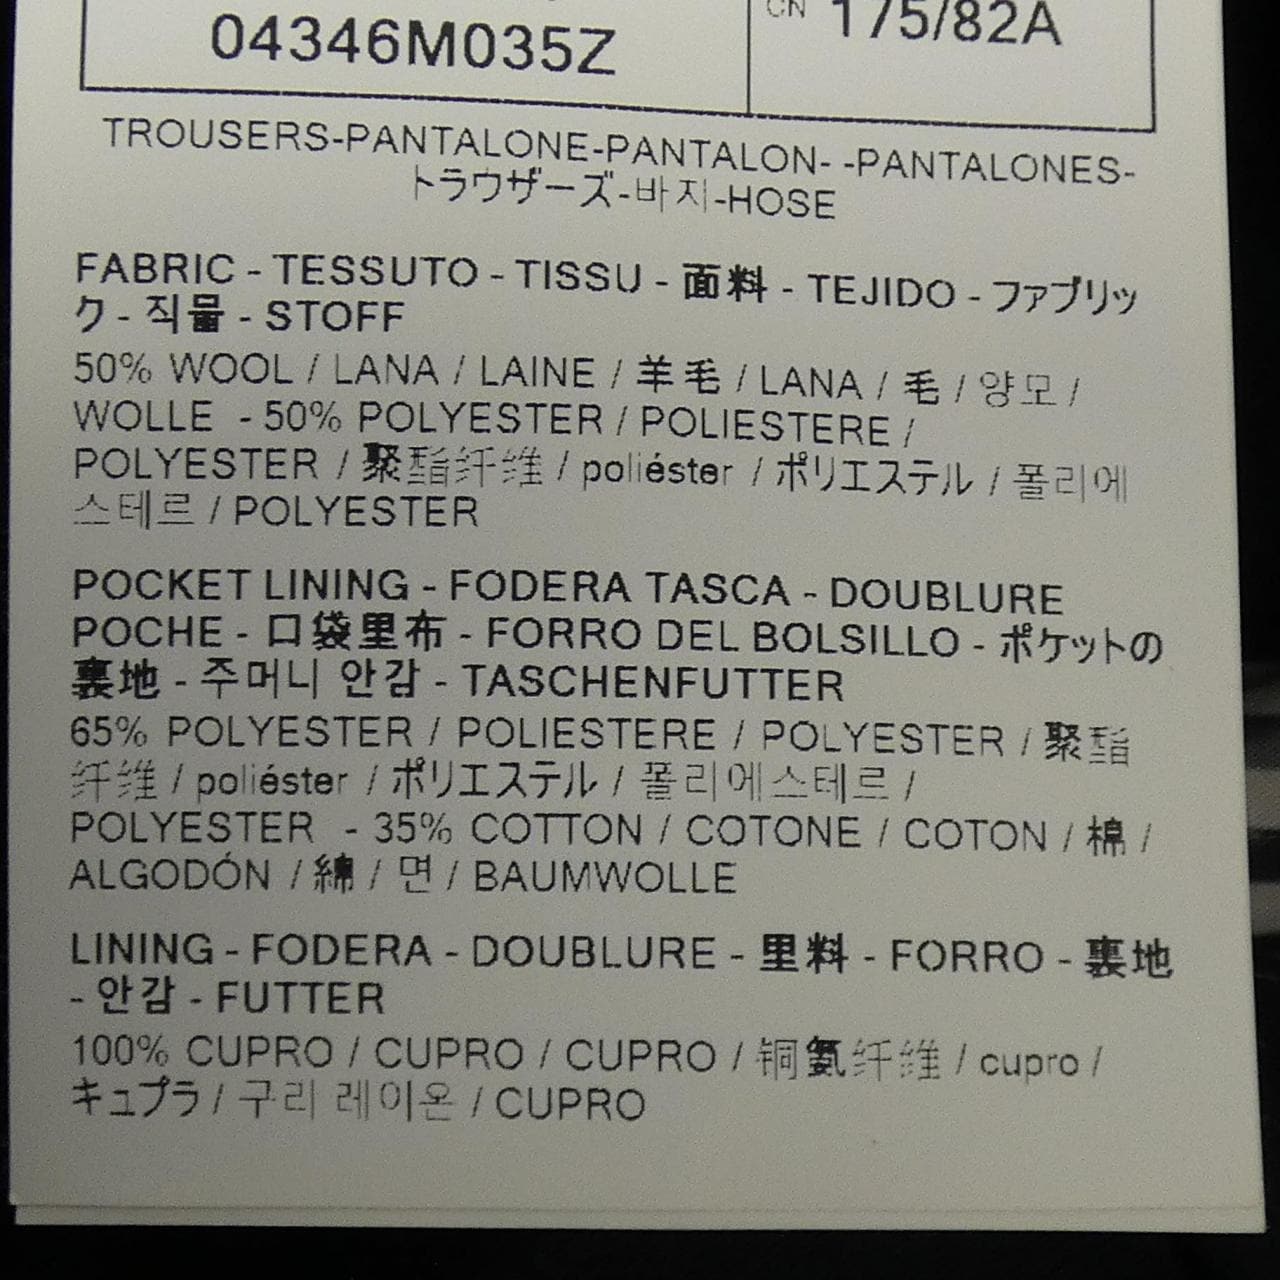 04346M035Z
CN 175/82A
TROUSERS-PANTALONE-PANTALON- -PANTALONES-
トラウザーズ-바지-HOSE
FABRIC - TESSUTO - TISSU - 面料 - TEJIDO - ファブリッ
ク - 직물 - STOFF
50% WOOL / LANA / LAINE / 羊毛 / LANA / 毛 / 양모 /
WOLLE - 50% POLYESTER / POLIESTERE /
POLYESTER / 聚酯纤维 / poliéster / ポリエステル / 폴리에
스테르 / POLYESTER
POCKET LINING - FODERA TASCA - DOUBLURE
POCHE - 口袋里布 - FORRO DEL BOLSILLO - ポケットの
裏地 - 주머니 안감 - TASCHENFUTTER
65% POLYESTER / POLIESTERE / POLYESTER / 聚酯
纤维 / poliéster / ポリエステル / 폴리에스테르 /
POLYESTER - 35% COTTON / COTONE / COTON / 棉 /
ALGODÓN / 綿 / 면 / BAUMWOLLE
LINING - FODERA - DOUBLURE - 里料 - FORRO - 裏地
- 안감 - FUTTER
100% CUPRO / CUPRO / CUPRO / 铜氨纤维 / cupro /
キュプラ / 구리 레이온 / CUPRO